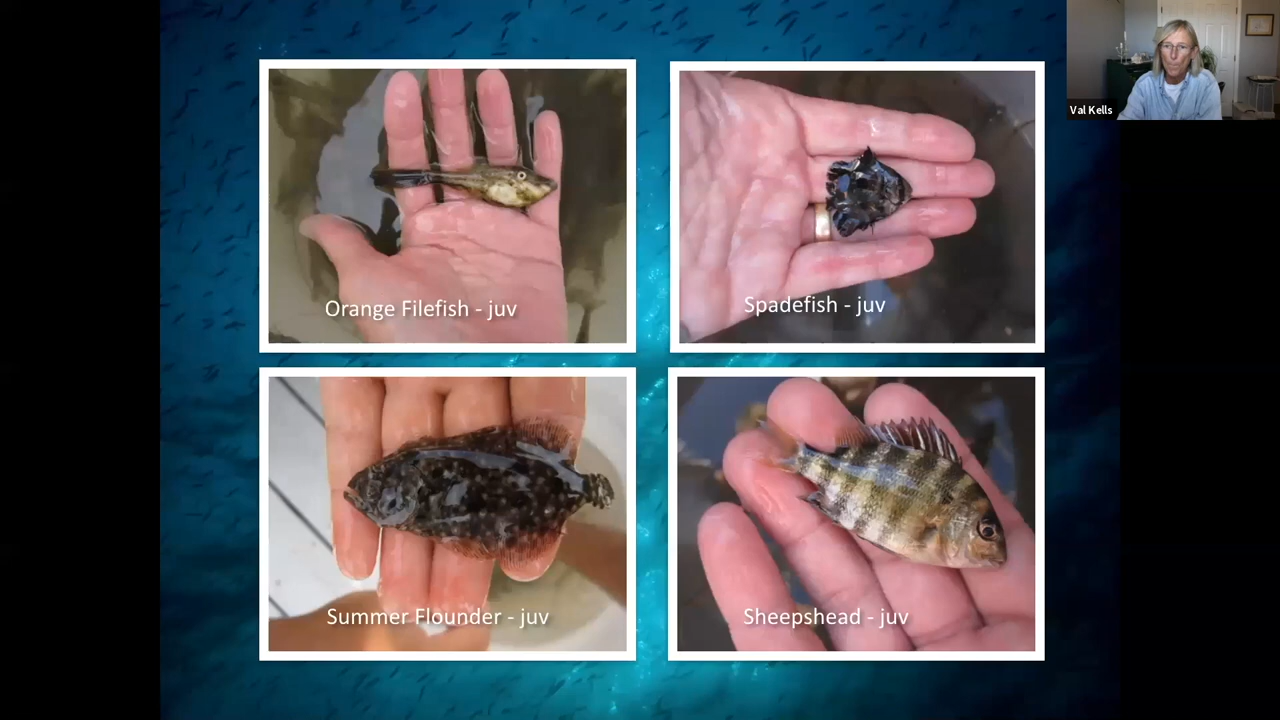 Val Kells
Orange Filefish - juv
Spadefish - juv
Summer Flounder - juv
Sheepshead - juv